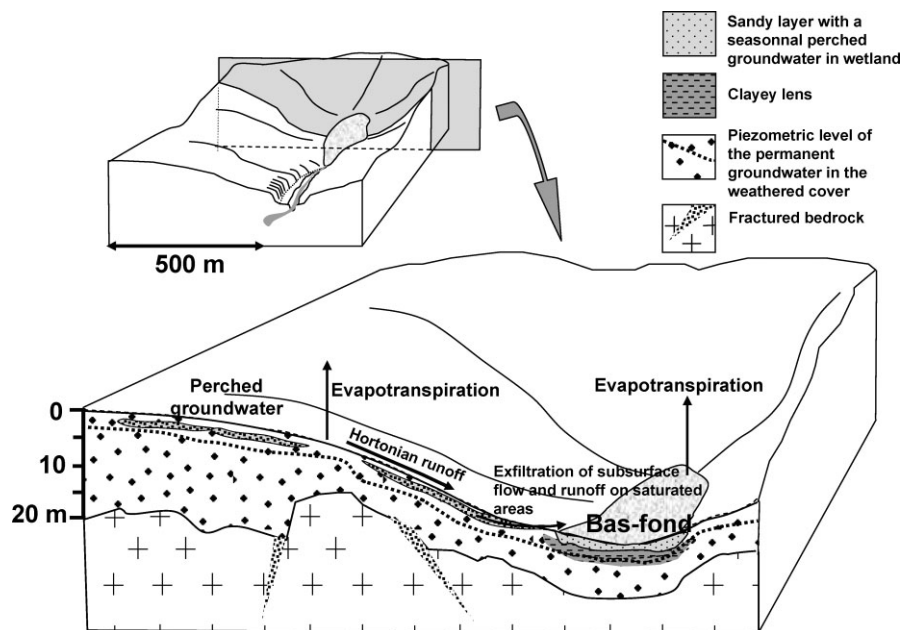 Sandy layer with a
seasonnal perched
groundwater in wetland
Clayey lens
Piezometric level of
the permanent
groundwater in the
weathered cover
Fractured bedrock
500 m
Perched
groundwater
Evapotranspiration
Evapotranspiration
Hortonian runoff
Exfiltration of subsurface
flow and runoff on saturated
areas
Bas-fond
0
10
20 m